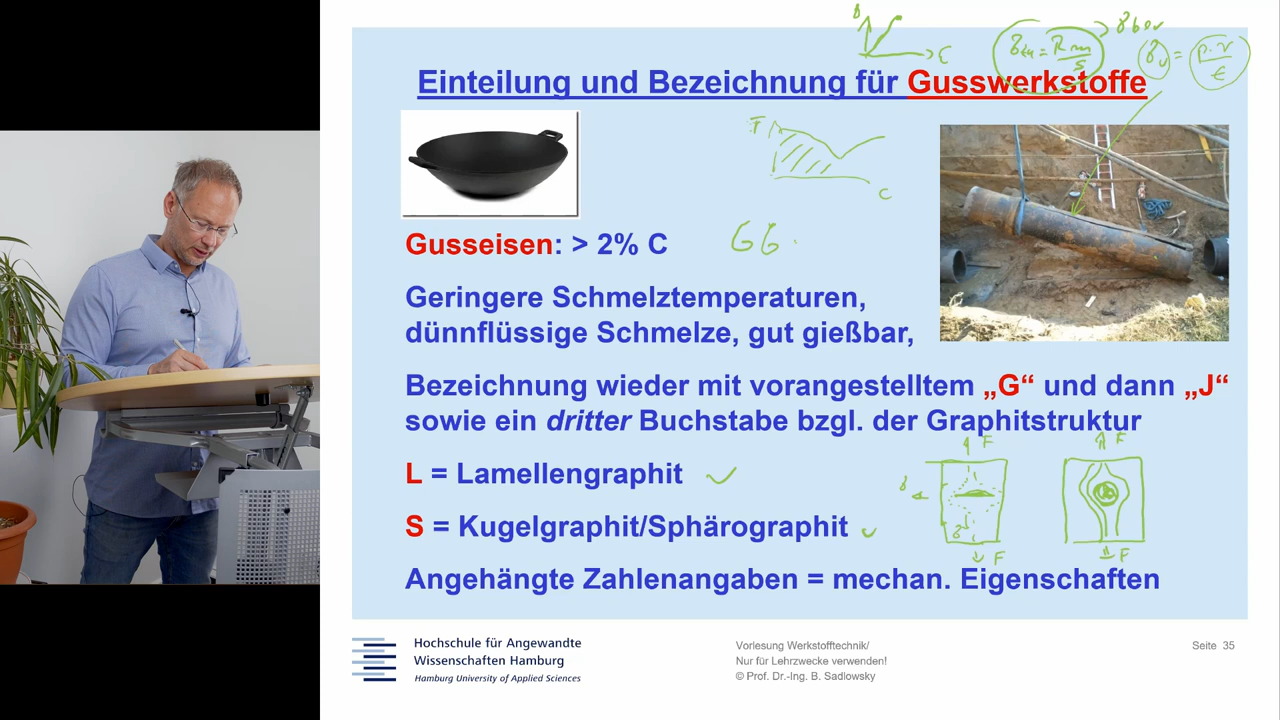 Einteilung und Bezeichnung für Gusswerkstoffe
Gusseisen: > 2% C
GG
Geringere Schmelztemperaturen,
dünnflüssige Schmelze, gut gießbar,
Bezeichnung wieder mit vorangestelltem „G“ und dann „J“
sowie ein dritter Buchstabe bzgl. der Graphitstruktur
F
F
L = Lamellengraphit
S = Kugelgraphit/Sphärographit
F
F
Angehängte Zahlenangaben = mechan. Eigenschaften
Hochschule für Angewandte
Wissenschaften Hamburg
Hamburg University of Applied Sciences
Vorlesung Werkstofftechnik/
Nur für Lehrzwecke verwenden!
© Prof. Dr.-Ing. B. Sadlowsky
Seite 35